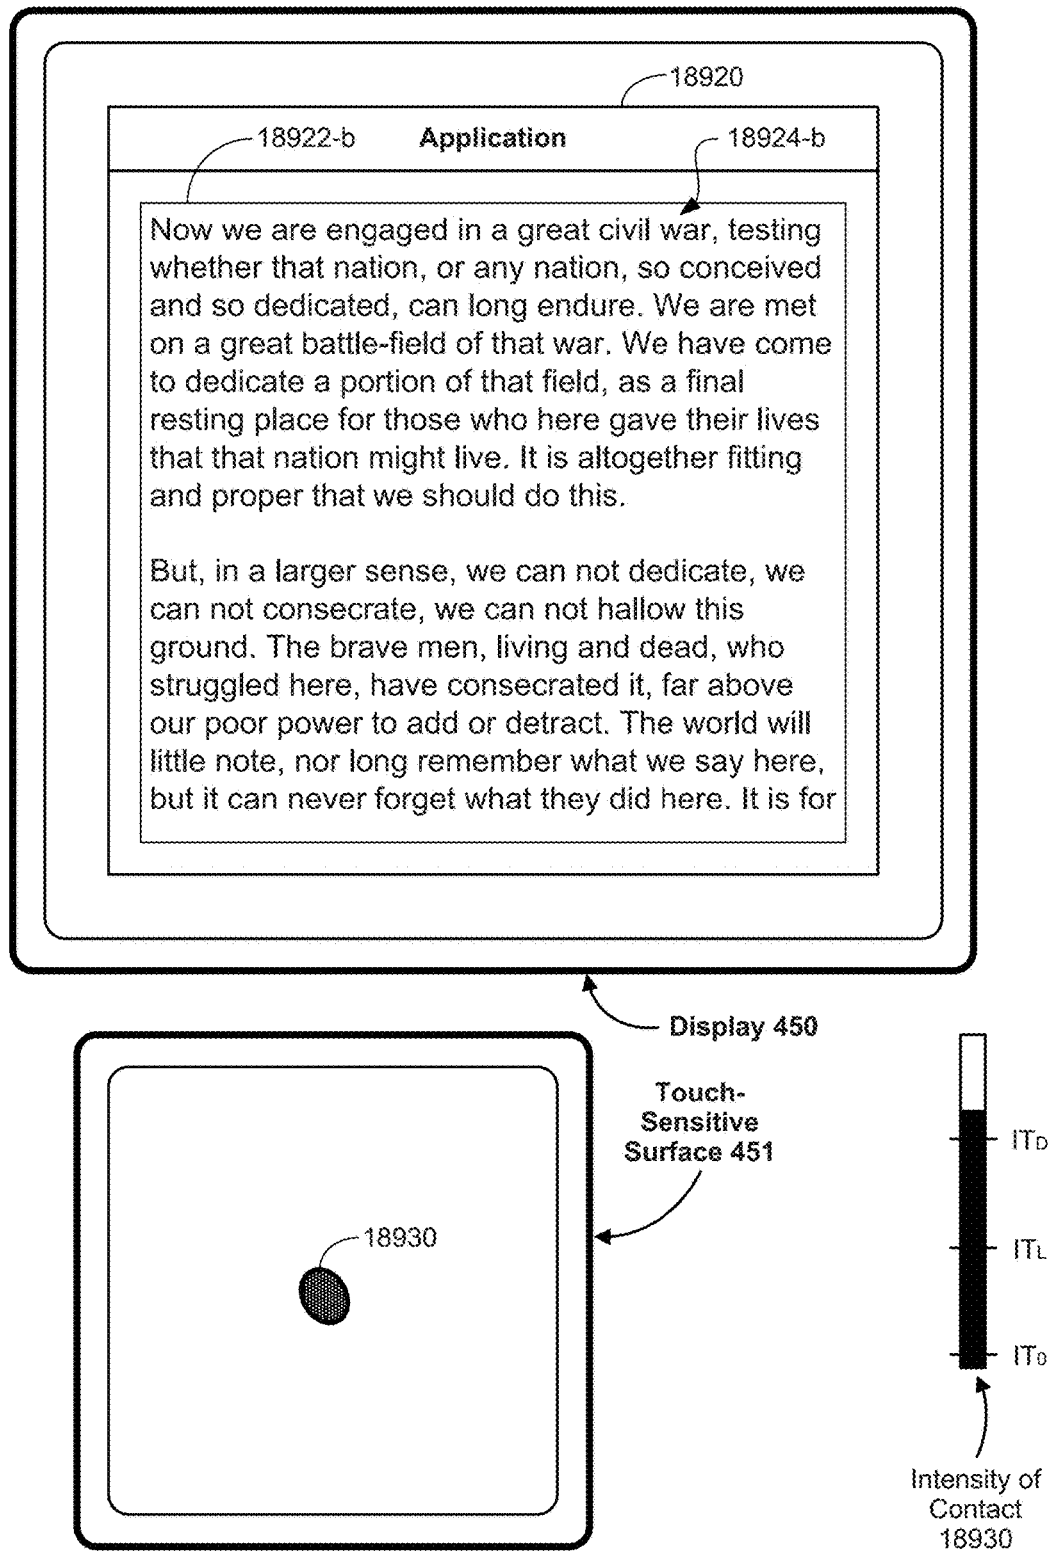 18920
18922-b Application 18924-b
Now we are engaged in a great civil war, testing
whether that nation, or any nation, so conceived
and so dedicated, can long endure. We are met
on a great battle-field of that war. We have come
to dedicate a portion of that field, as a final
resting place for those who here gave their lives
that that nation might live. It is altogether fitting
and proper that we should do this.
But, in a larger sense, we can not dedicate, we
can not consecrate, we can not hallow this
ground. The brave men, living and dead, who
struggled here, have consecrated it, far above
our poor power to add or detract. The world will
little note, nor long remember what we say here,
but it can never forget what they did here. It is for
Display 450
Touch-
Sensitive
Surface 451
18930
ITD
ITL
IT0
Intensity of
Contact
18930